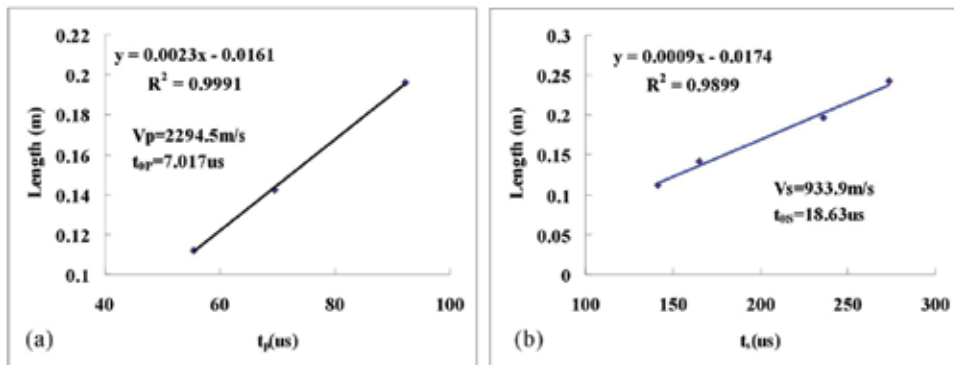 0.22
0.2
0.18
0.16
0.14
0.12
0.1
Length (m)
y = 0.0023x - 0.0161
R² = 0.9991
Vp=2294.5m/s
t₀ₚ=7.017us
40 60 80 100
(a)
tₚ(us)
0.3
0.25
0.2
0.15
0.1
0.05
0
Length (m)
y = 0.0009x - 0.0174
R² = 0.9899
Vs=933.9m/s
t₀ₛ=18.63us
100 150 200 250 300
(b)
tₛ(us)